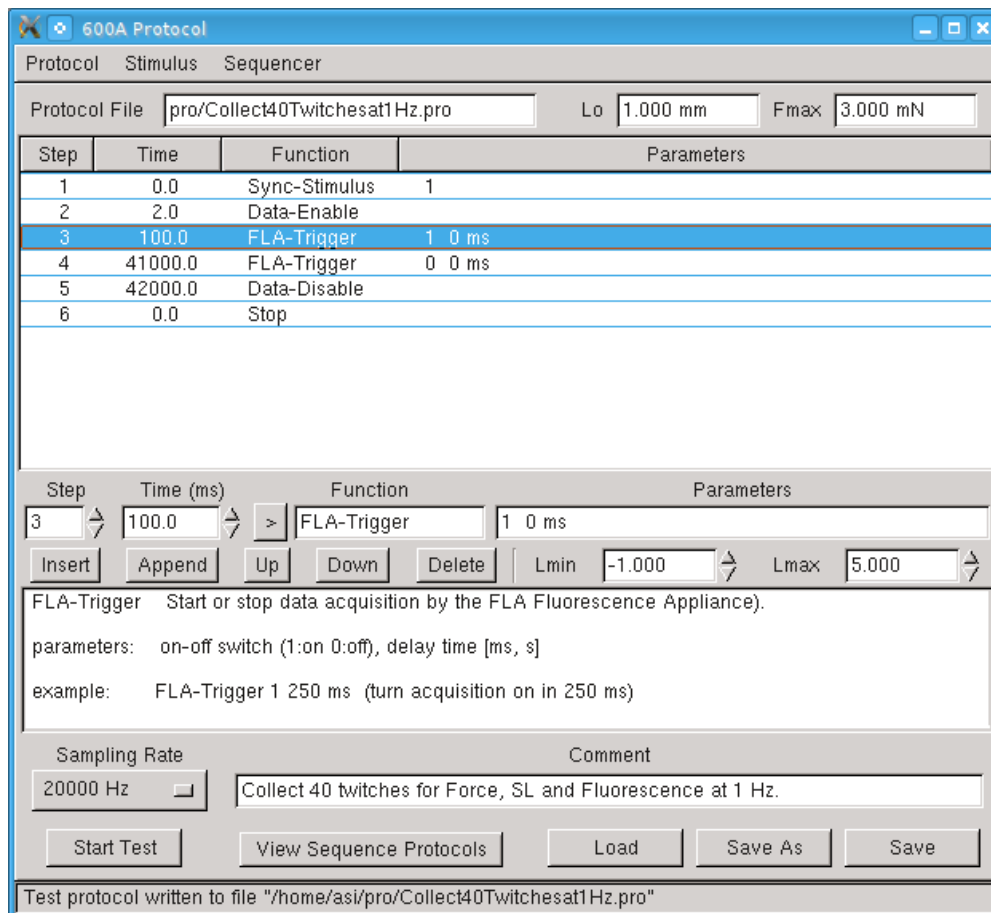 600A Protocol
Protocol Stimulus Sequencer
Protocol File pro/Collect40Twitchesat1Hz.pro Lo 1.000 mm Fmax 3.000 mN
Step Time Function Parameters
1 0.0 Sync-Stimulus 1
2 2.0 Data-Enable
3 100.0 FLA-Trigger 1 0 ms
4 41000.0 FLA-Trigger 0 0 ms
5 42000.0 Data-Disable
6 0.0 Stop
Step Time (ms) Function Parameters
3 100.0 > FLA-Trigger 1 0 ms
Insert Append Up Down Delete Lmin -1.000 Lmax 5.000
FLA-Trigger Start or stop data acquisition by the FLA Fluorescence Appliance).
parameters: on-off switch (1:on 0:off), delay time [ms, s]
example: FLA-Trigger 1 250 ms (turn acquisition on in 250 ms)
Sampling Rate Comment
20000 Hz Collect 40 twitches for Force, SL and Fluorescence at 1 Hz.
Start Test View Sequence Protocols Load Save As Save
Test protocol written to file "/home/asi/pro/Collect40Twitchesat1Hz.pro"